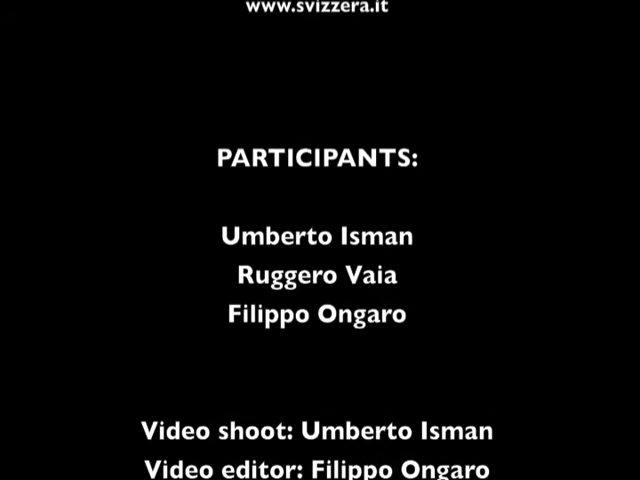 www.svizzera.it
PARTICIPANTS:
Umberto Isman
Ruggero Vaia
Filippo Ongaro
Video shoot: Umberto Isman
Video editor: Filippo Ongaro